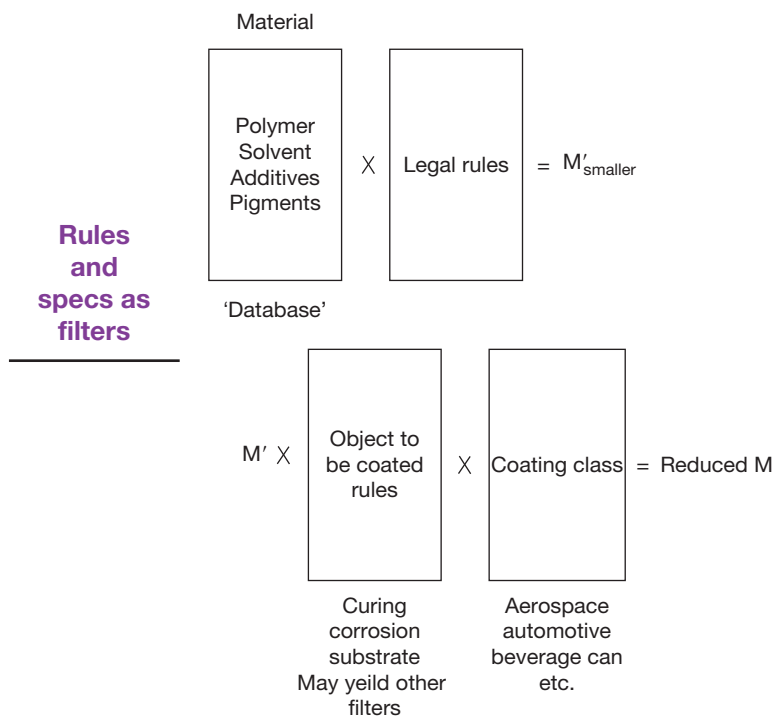 Material
Polymer
Solvent
Additives
Pigments
X
Legal rules
= M′smaller
'Database'
Rules
and
specs as
filters
M′ X
Object to
be coated
rules
X
Coating class
= Reduced M
Curing
corrosion
substrate
May yeild other
filters
Aerospace
automotive
beverage can
etc.